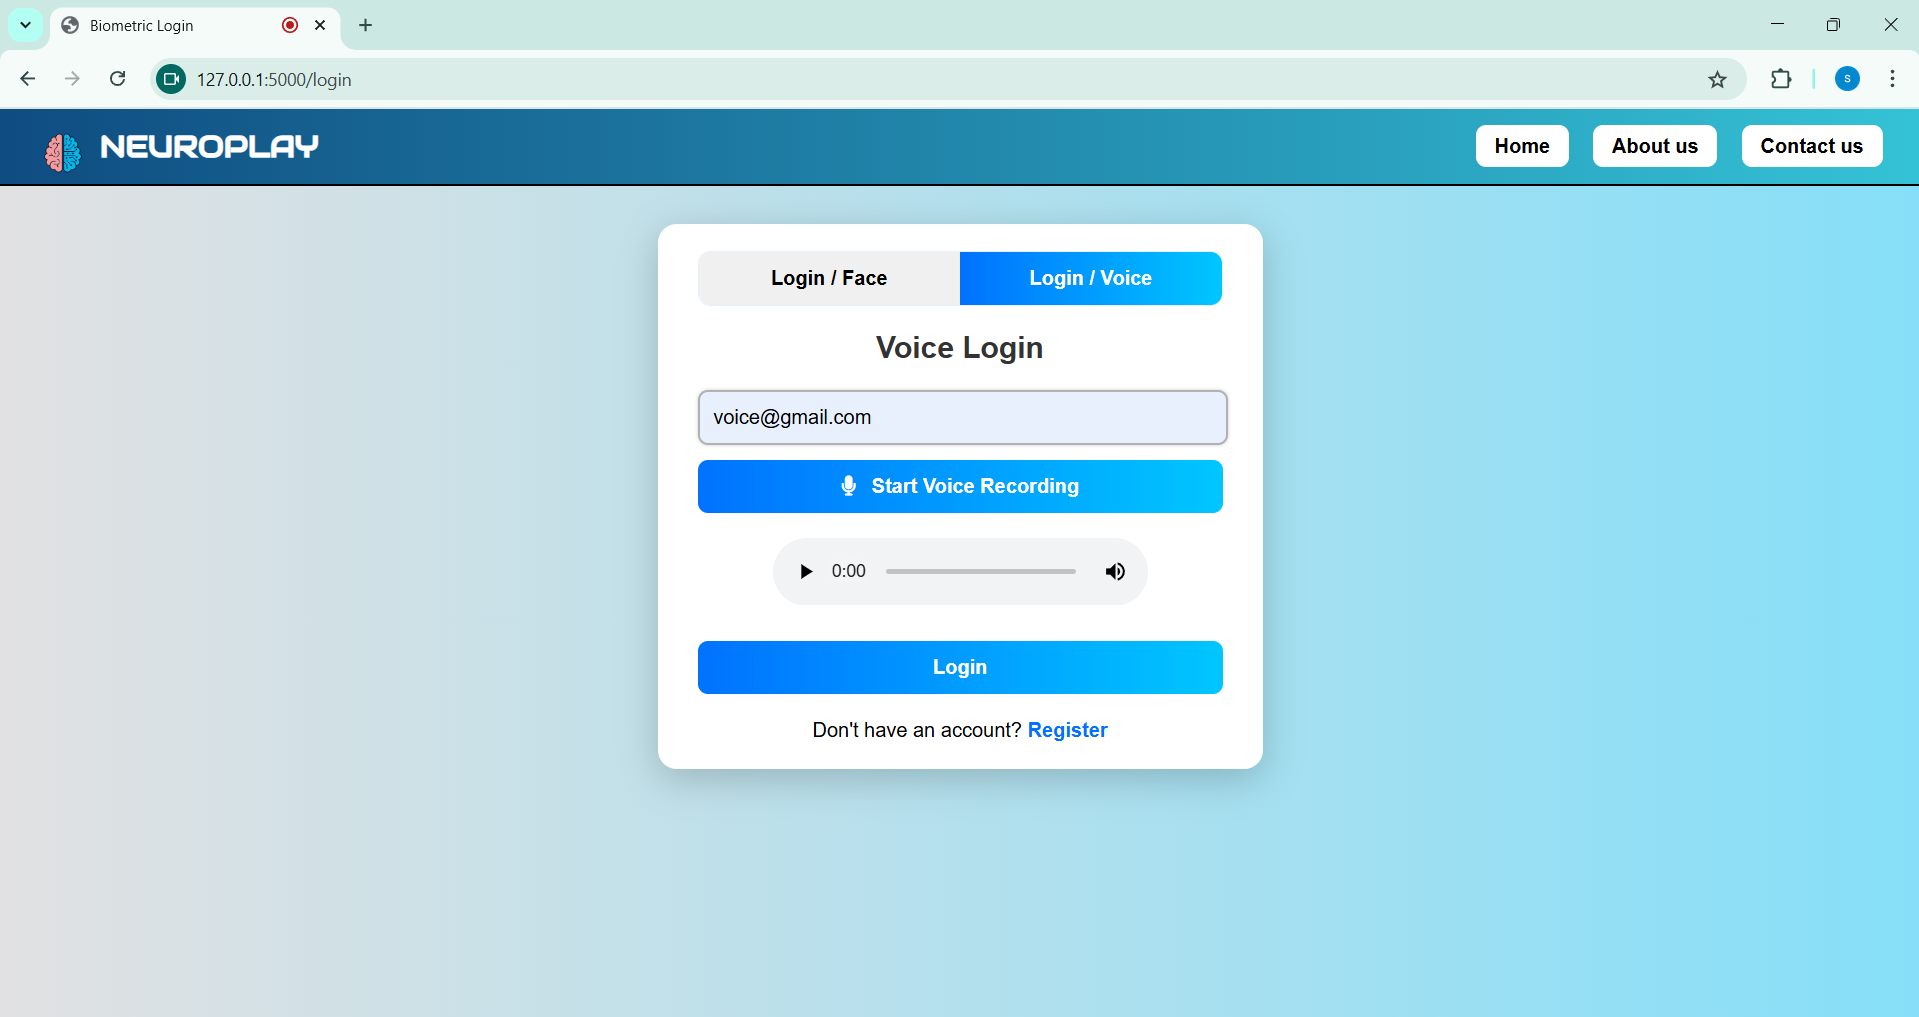 Biometric Login
127.0.0.1:5000/login
S
NEUROPLAY
Home
About us
Contact us
Login / Face
Login / Voice
Voice Login
voice@gmail.com
Start Voice Recording
0:00
Login
Don't have an account? Register